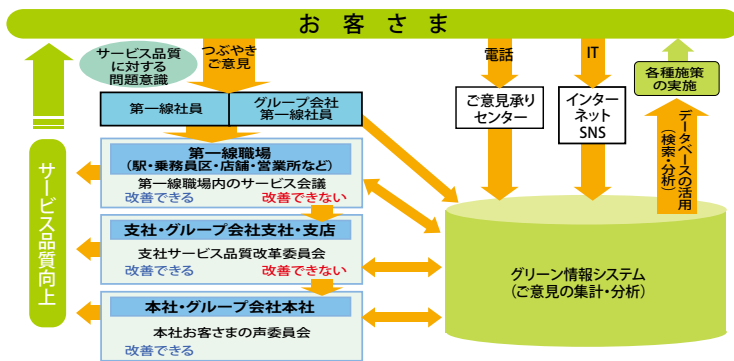 お客さま
サービス品質
に対する
問題意識
つぶやき
ご意見
電話
IT
各種施策
の実施
第一線社員
グループ会社
第一線社員
ご意見承り
センター
インター
ネット
SNS
データベースの活用
（検索・分析）
第一線職場
（駅・乗務員区・店舗・営業所など）
第一線職場内のサービス会議
改善できる
改善できない
支社・グループ会社支社・支店
支社サービス品質改革委員会
改善できる
改善できない
本社・グループ会社本社
本社お客さまの声委員会
改善できる
サービス品質向上
グリーン情報システム
（ご意見の集計・分析）